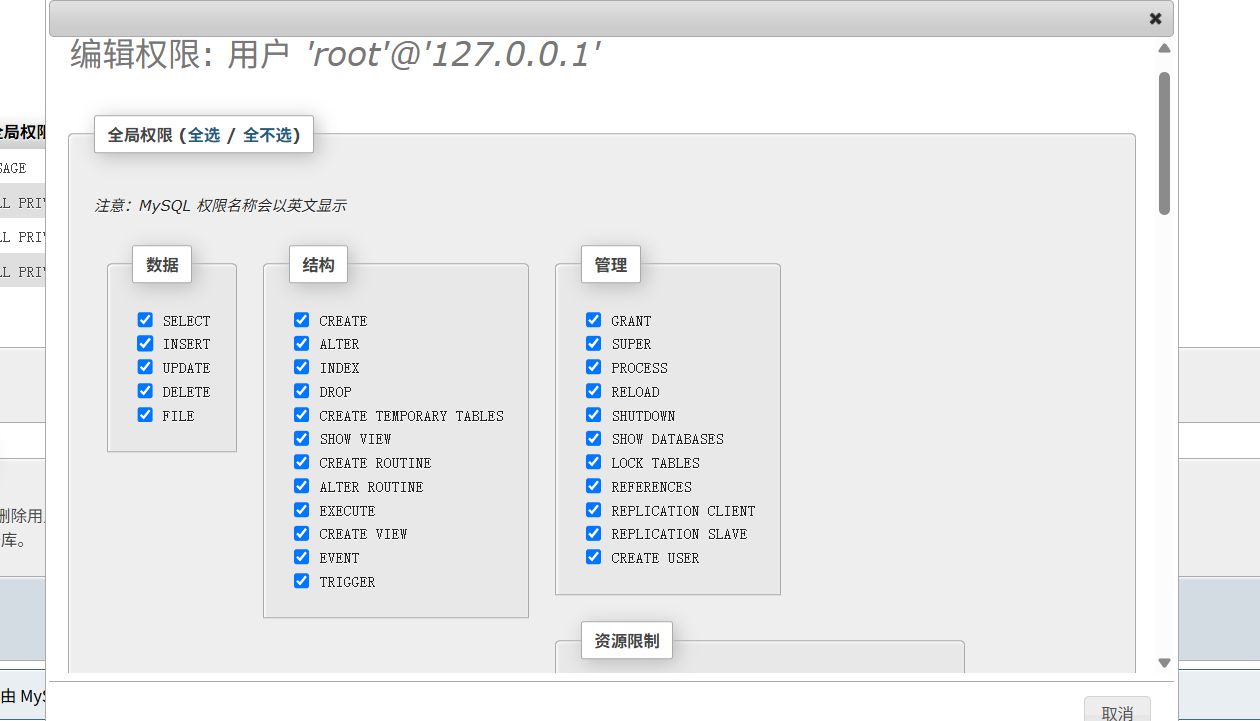 编辑权限: 用户 'root'@'127.0.0.1'
全局权限
全局权限 (全选 / 全不选)
SAGE
LL PRIV
注意：MySQL 权限名称会以英文显示
LL PRIV
LL PRIV
数据
结构
管理
SELECT
INSERT
UPDATE
DELETE
FILE
CREATE
ALTER
INDEX
DROP
CREATE TEMPORARY TABLES
SHOW VIEW
CREATE ROUTINE
ALTER ROUTINE
EXECUTE
CREATE VIEW
EVENT
TRIGGER
GRANT
SUPER
PROCESS
RELOAD
SHUTDOWN
SHOW DATABASES
LOCK TABLES
REFERENCES
REPLICATION CLIENT
REPLICATION SLAVE
CREATE USER
删除用
库。
资源限制
由 MyS
取消